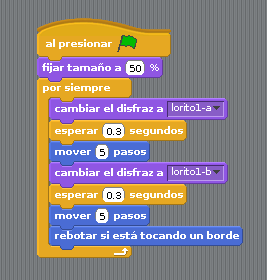 al presionar
fijar tamaño a 50 %
por siempre
cambiar el disfraz a lorito1-a
esperar 0.3 segundos
mover 5 pasos
cambiar el disfraz a lorito1-b
esperar 0.3 segundos
mover 5 pasos
rebotar si está tocando un borde